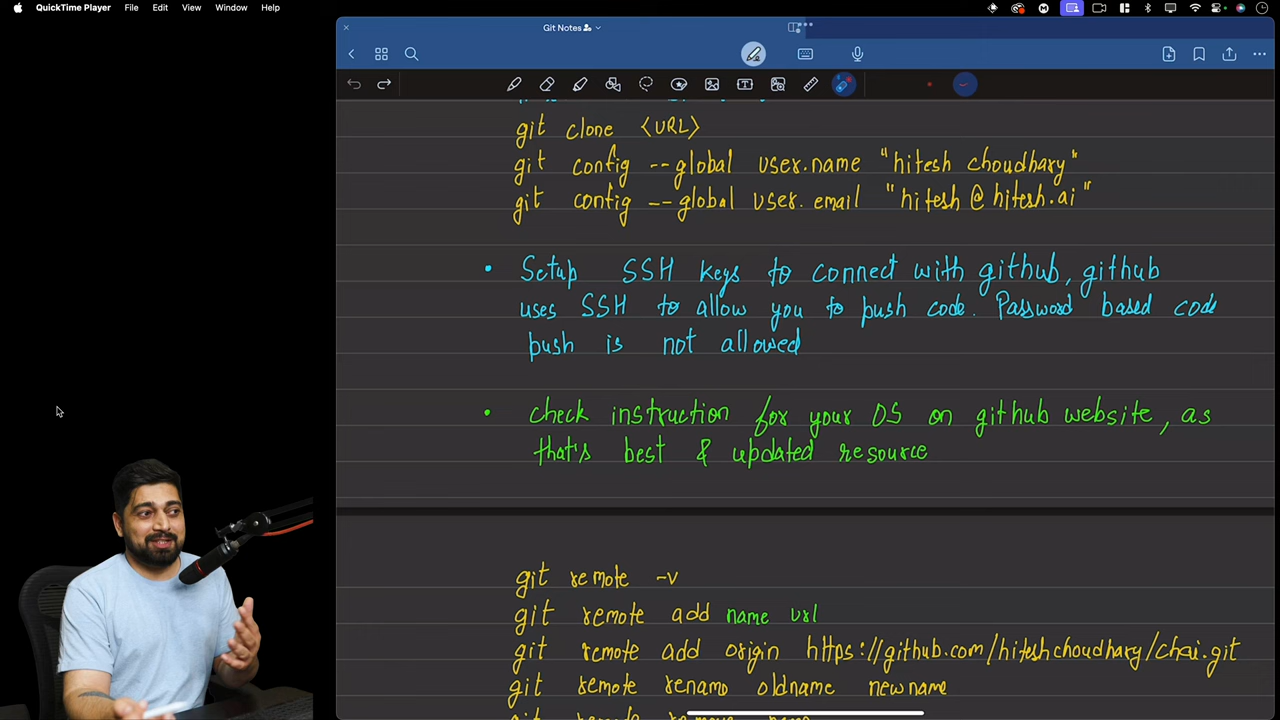 QuickTime Player File Edit View Window Help
Git Notes
git clone <URL>
git config --global user.name "hitesh choudhary"
git config --global user.email "hitesh@hitesh.ai"
• Setup SSH keys to connect with github, github
uses SSH to allow you to push code. Password based code
push is not allowed
• check instruction for your OS on github website, as
that's best & updated resource
git remote -v
git remote add name url
git remote add origin https://github.com/hiteshchoudhary/chai.git
git remote rename oldname newname